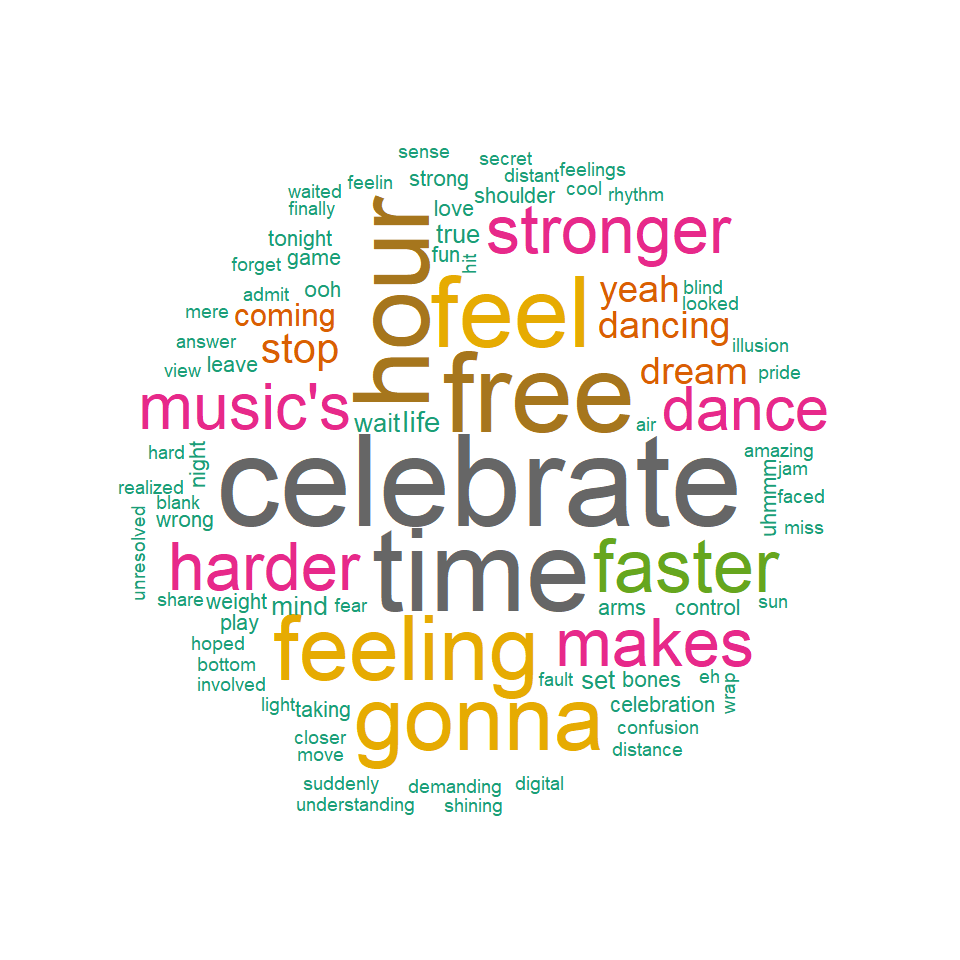 sense
secret
distant
feelings
waited
feelin
strong
shoulder
cool
rhythm
finally
love
tonight
true
stronger
forget
game
fun
hit
hour
feel
admit
ooh
yeah
blind
looked
mere
coming
dancing
answer
stop
illusion
view
leave
free
dream
pride
music's
wait
life
air
dance
hard
night
celebrate
amazing
jam
realized
blank
wrong
uhmmm
faced
miss
unresolved
harder
time
faster
share
weight
mind
fear
arms
control
sun
play
hoped
feeling
makes
bottom
involved
fault
set
bones
eh
wrap
light
taking
gonna
celebration
closer
confusion
move
distance
suddenly
demanding
digital
understanding
shining